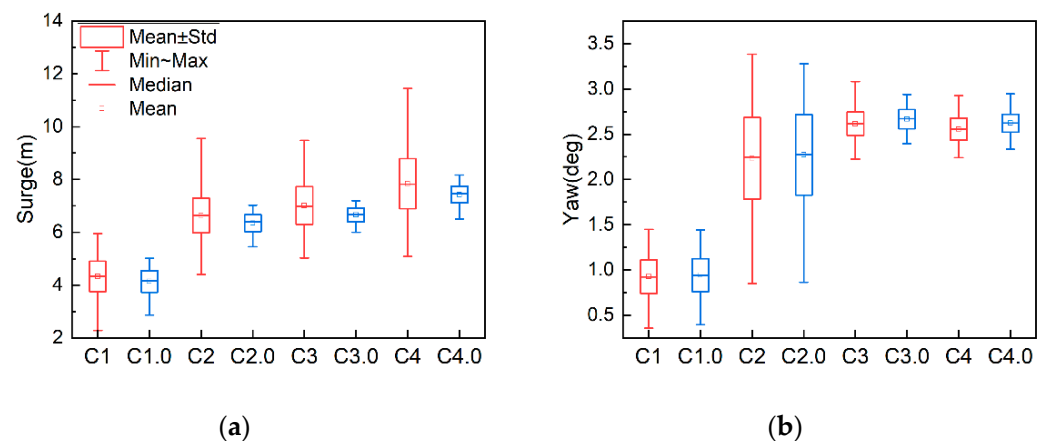 14
12
10
8
6
4
2
Surge(m)
Mean±Std
Min~Max
Median
Mean
C1 C1.0 C2 C2.0 C3 C3.0 C4 C4.0
(a)
3.5
3.0
2.5
2.0
1.5
1.0
0.5
Yaw(deg)
C1 C1.0 C2 C2.0 C3 C3.0 C4 C4.0
(b)